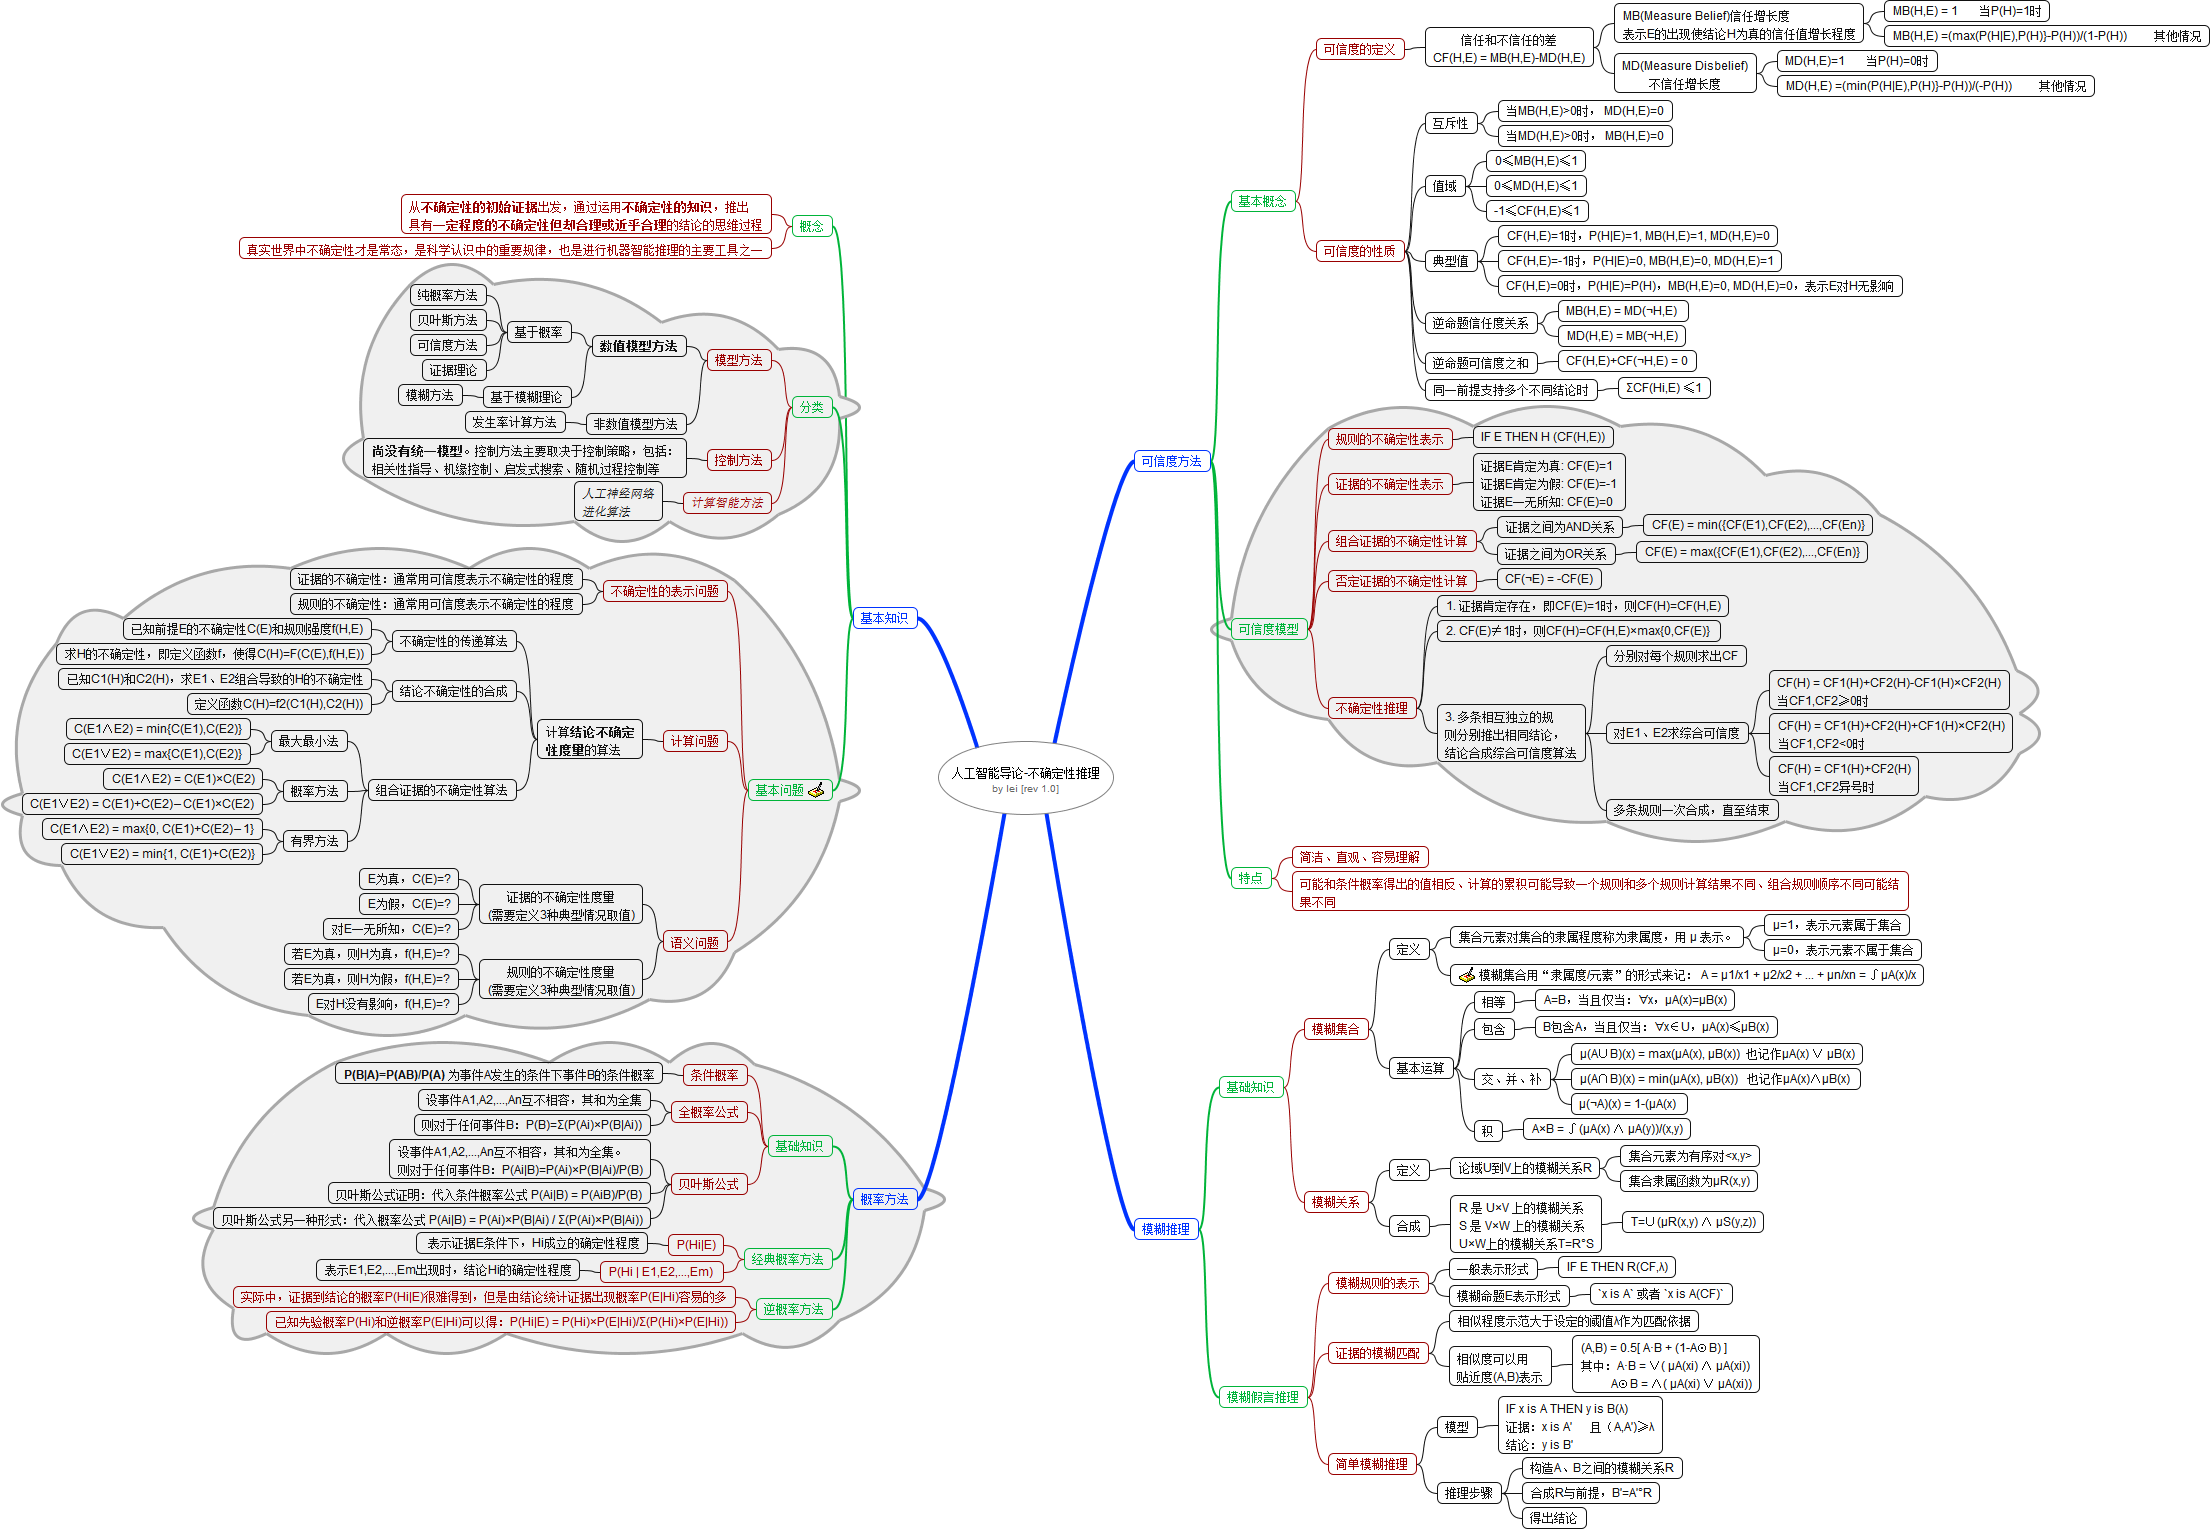 人工智能导论-不确定性推理
by lei [rev 1.0]
基本知识
概念
从不确定性的初始证据出发，通过运用不确定性的知识，推出
具有一定程度的不确定性但却合理或近乎合理的结论的思维过程
真实世界中不确定性才是常态，是科学认识中的重要规律，也是进行机器智能推理的主要工具之一
分类
模型方法
数值模型方法
基于概率
纯概率方法
贝叶斯方法
可信度方法
证据理论
基于模糊理论
模糊方法
非数值模型方法
发生率计算方法
控制方法
尚没有统一模型。控制方法主要取决于控制策略，包括：
相关性指导、机缘控制、启发式搜索、随机过程控制等
计算智能方法
人工神经网络
进化算法
基本问题
不确定性的表示问题
证据的不确定性：通常用可信度表示不确定性的程度
规则的不确定性：通常用可信度表示不确定性的程度
计算问题
计算结论不确定
性度量的算法
不确定性的传递算法
已知前提E的不确定性C(E)和规则强度f(H,E)
求H的不确定性，即定义函数f，使得C(H)=F(C(E),f(H,E))
结论不确定性的合成
已知C1(H)和C2(H)，求E1、E2组合导致的H的不确定性
定义函数C(H)=f2(C1(H),C2(H))
组合证据的不确定性算法
最大最小法
C(E1∧E2) = min{C(E1),C(E2)}
C(E1∨E2) = max{C(E1),C(E2)}
概率方法
C(E1∧E2) = C(E1)×C(E2)
C(E1∨E2) = C(E1)+C(E2)−C(E1)×C(E2)
有界方法
C(E1∧E2) = max{0, C(E1)+C(E2)−1}
C(E1∨E2) = min{1, C(E1)+C(E2)}
语义问题
证据的不确定性度量
(需要定义3种典型情况取值)
E为真，C(E)=?
E为假，C(E)=?
对E一无所知，C(E)=?
规则的不确定性度量
(需要定义3种典型情况取值)
若E为真，则H为真，f(H,E)=?
若E为真，则H为假，f(H,E)=?
E对H没有影响，f(H,E)=?
概率方法
基础知识
条件概率
P(B|A)=P(AB)/P(A) 为事件A发生的条件下事件B的条件概率
全概率公式
设事件A1,A2,...,An互不相容，其和为全集
则对于任何事件B：P(B)=Σ(P(Ai)×P(B|Ai))
贝叶斯公式
设事件A1,A2,...,An互不相容，其和为全集。
则对于任何事件B：P(Ai|B)=P(Ai)×P(B|Ai)/P(B)
贝叶斯公式证明：代入条件概率公式 P(Ai|B) = P(AiB)/P(B)
贝叶斯公式另一种形式：代入概率公式 P(Ai|B) = P(Ai)×P(B|Ai) / Σ(P(Ai)×P(B|Ai))
经典概率方法
P(Hi|E)
表示证据E条件下，Hi成立的确定性程度
P(Hi | E1,E2,...,Em)
表示E1,E2,...,Em出现时，结论Hi的确定性程度
逆概率方法
实际中，证据到结论的概率P(Hi|E)很难得到，但是由结论统计证据出现概率P(E|Hi)容易的多
已知先验概率P(Hi)和逆概率P(E|Hi)可以得：P(Hi|E) = P(Hi)×P(E|Hi)/Σ(P(Hi)×P(E|Hi))
可信度方法
基本概念
可信度的定义
信任和不信任的差
CF(H,E) = MB(H,E)-MD(H,E)
MB(Measure Belief)信任增长度
表示E的出现使结论H为真的信任值增长程度
MB(H,E) = 1 当P(H)=1时
MB(H,E) =(max(P(H|E),P(H)}-P(H))/(1-P(H)) 其他情况
MD(Measure Disbelief)
不信任增长度
MD(H,E)=1 当P(H)=0时
MD(H,E) =(min(P(H|E),P(H)}-P(H))/(-P(H)) 其他情况
可信度的性质
互斥性
当MB(H,E)>0时， MD(H,E)=0
当MD(H,E)>0时， MB(H,E)=0
值域
0⩽MB(H,E)⩽1
0⩽MD(H,E)⩽1
-1⩽CF(H,E)⩽1
典型值
CF(H,E)=1时，P(H|E)=1, MB(H,E)=1, MD(H,E)=0
CF(H,E)=-1时，P(H|E)=0, MB(H,E)=0, MD(H,E)=1
CF(H,E)=0时，P(H|E)=P(H)，MB(H,E)=0, MD(H,E)=0，表示E对H无影响
逆命题信任度关系
MB(H,E) = MD(¬H,E)
MD(H,E) = MB(¬H,E)
逆命题可信度之和
CF(H,E)+CF(¬H,E) = 0
同一前提支持多个不同结论时
ΣCF(Hi,E) ⩽1
可信度模型
规则的不确定性表示
IF E THEN H (CF(H,E))
证据的不确定性表示
证据E肯定为真: CF(E)=1
证据E肯定为假: CF(E)=-1
证据E一无所知: CF(E)=0
组合证据的不确定性计算
证据之间为AND关系
CF(E) = min({CF(E1),CF(E2),...,CF(En)}
证据之间为OR关系
CF(E) = max({CF(E1),CF(E2),...,CF(En)}
否定证据的不确定性计算
CF(¬E) = -CF(E)
不确定性推理
1. 证据肯定存在，即CF(E)=1时，则CF(H)=CF(H,E)
2. CF(E)≠1时，则CF(H)=CF(H,E)×max{0,CF(E)}
3. 多条相互独立的规
则分别推出相同结论，
结论合成综合可信度算法
分别对每个规则求出CF
对E1、E2求综合可信度
CF(H) = CF1(H)+CF2(H)-CF1(H)×CF2(H)
当CF1,CF2⩾0时
CF(H) = CF1(H)+CF2(H)+CF1(H)×CF2(H)
当CF1,CF2<0时
CF(H) = CF1(H)+CF2(H)
当CF1,CF2异号时
多条规则一次合成，直至结束
特点
简洁、直观、容易理解
可能和条件概率得出的值相反、计算的累积可能导致一个规则和多个规则计算结果不同、组合规则顺序不同可能结
果不同
模糊推理
基础知识
模糊集合
定义
集合元素对集合的隶属程度称为隶属度，用 μ 表示。
μ=1，表示元素属于集合
μ=0，表示元素不属于集合
模糊集合用“隶属度/元素”的形式来记： A = μ1/x1 + μ2/x2 + ... + μn/xn = ∫μA(x)/x
基本运算
相等
A=B，当且仅当：∀x，μA(x)=μB(x)
包含
B包含A，当且仅当：∀x∈U，μA(x)⩽μB(x)
交、并、补
μ(A∪B)(x) = max(μA(x), μB(x)) 也记作μA(x) ∨ μB(x)
μ(A∩B)(x) = min(μA(x), μB(x)) 也记作μA(x)∧μB(x)
μ(¬A)(x) = 1-(μA(x)
积
A×B = ∫(μA(x) ∧ μA(y))/(x,y)
模糊关系
定义
论域U到V上的模糊关系R
集合元素为有序对<x,y>
集合隶属函数为μR(x,y)
合成
R 是 U×V 上的模糊关系
S 是 V×W 上的模糊关系
U×W上的模糊关系T=R°S
T=∪(μR(x,y) ∧ μS(y,z))
模糊假言推理
模糊规则的表示
一般表示形式
IF E THEN R(CF,λ)
模糊命题E表示形式
`x is A` 或者 `x is A(CF)`
证据的模糊匹配
相似程度示范大于设定的阈值λ作为匹配依据
相似度可以用
贴近度(A,B)表示
(A,B) = 0.5[ A·B + (1-A⊙B) ]
其中： A·B = ∨( μA(xi) ∧ μA(xi))
A⊙B = ∧( μA(xi) ∨ μA(xi))
简单模糊推理
模型
IF x is A THEN y is B(λ)
证据：x is A' 且（A,A')⩾λ
结论：y is B'
推理步骤
构造A、B之间的模糊关系R
合成R与前提，B'=A'°R
得出结论